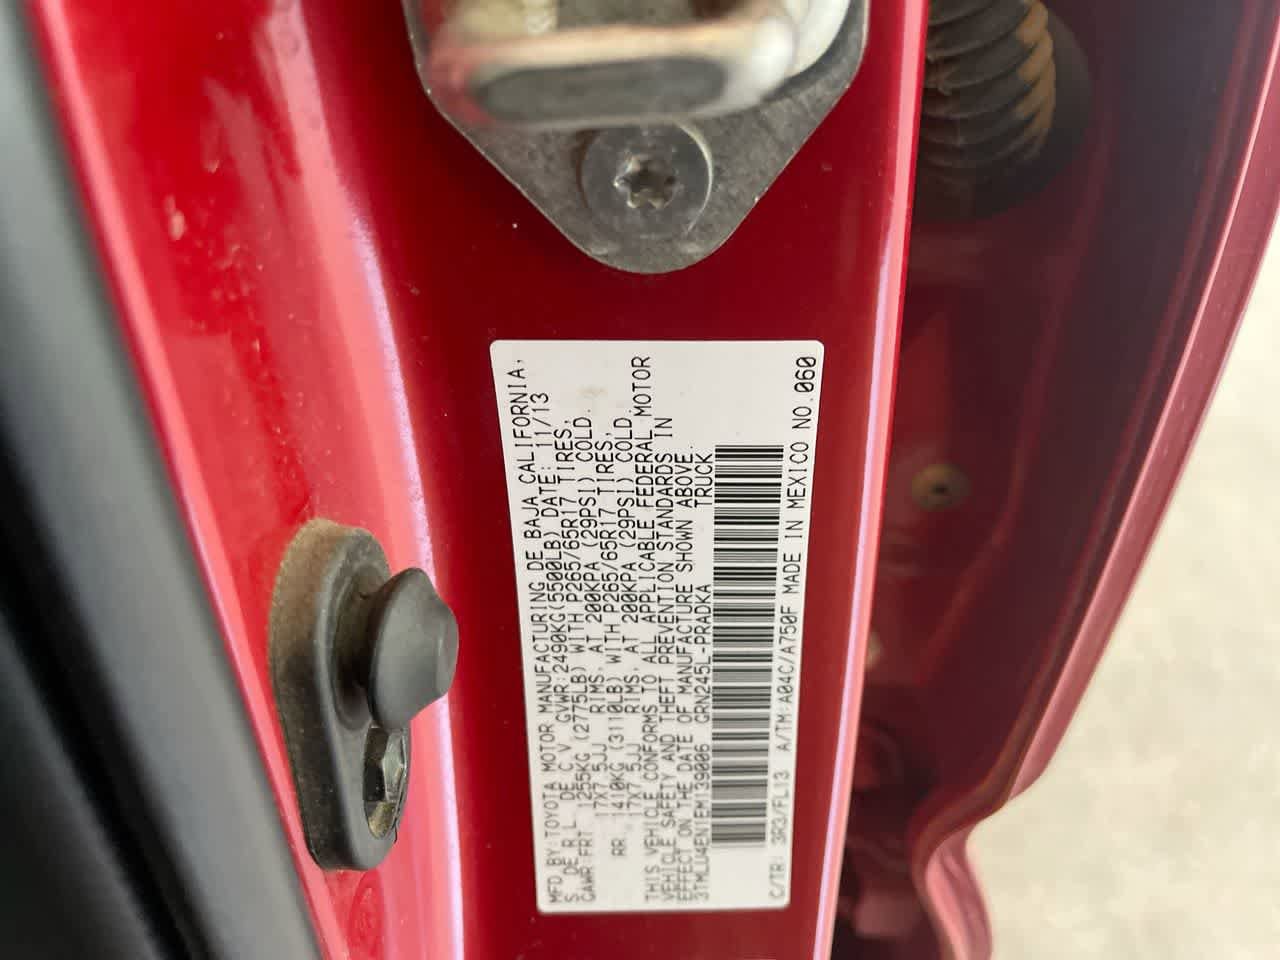 MFD BY: TOYOTA MOTOR MANUFACTURING DE BAJA CALIFORNIA,
S. DE R L. DE C V. GVWR: 2490KG(5500LB) DATE: 11/13
GAWR FRT 1255KG (2775LB) WITH P265/65R17 TIRES,
17X7.5JJ RIMS, AT 200KPA (29PSI) COLD.
RR 1410KG (3110LB) WITH P265/65R17 TIRES,
17X7.5JJ RIMS, AT 200KPA (29PSI) COLD.
THIS VEHICLE CONFORMS TO ALL APPLICABLE FEDERAL MOTOR
VEHICLE SAFETY AND THEFT PREVENTION STANDARDS IN
EFFECT ON THE DATE OF MANUFACTURE SHOWN ABOVE.
3TMLU4EN1EM139006 GRN245L-PRADKA TRUCK
C/TR: 3R3/FL13 A/TM: A04C/A750F MADE IN MEXICO NO.060